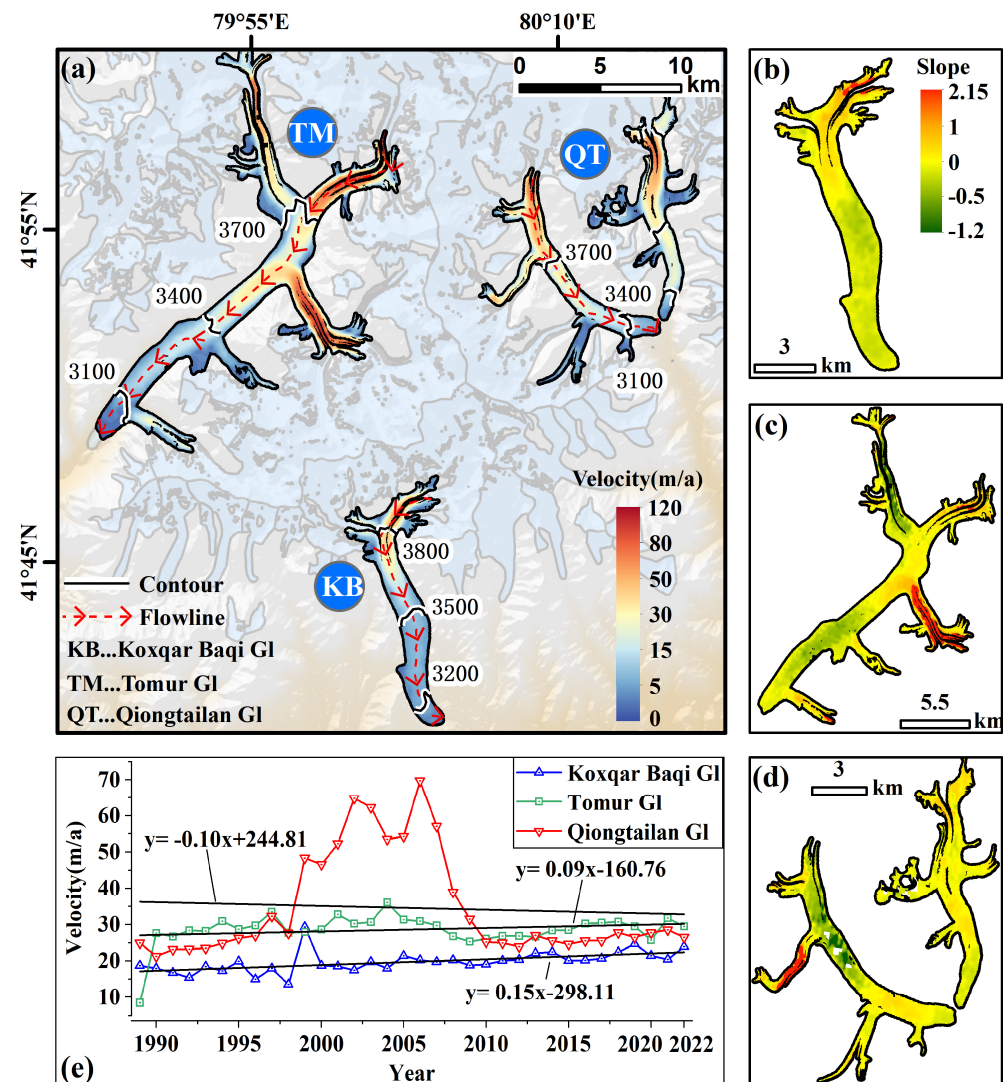 79°55'E
80°10'E
(a)
0 5 10
km
TM
QT
41°55'N
3700
3700
3400
3400
3100
3100
41°45'N
Velocity(m/a)
120
80
50
30
15
5
0
3800
KB
3500
3200
Contour
Flowline
KB...Koxqar Baqi Gl
TM...Tomur Gl
QT...Qiongtailan Gl
(b)
Slope
2.15
1
0
-0.5
-1.2
3
km
(c)
5.5
km
(d)
3
km
Koxqar Baqi Gl
Tomur Gl
Qiongtailan Gl
y= -0.10x+244.81
y= 0.09x-160.76
y= 0.15x-298.11
Velocity(m/a)
70
60
50
40
30
20
10
1990 1995 2000 2005 2010 2015 2020 2022
Year
(e)